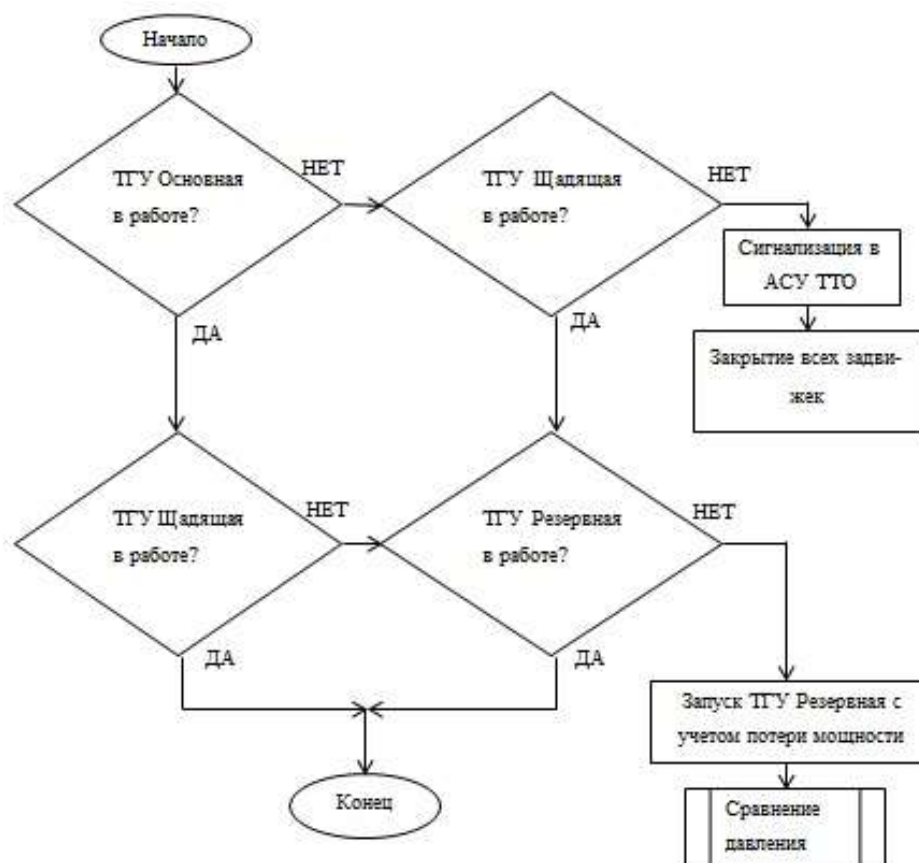 Начало
ТГУ Основная
в работе?
НЕТ
ТГУ Щадящая
в работе?
НЕТ
Сигнализация в
АСУ ТТО
ДА
ДА
Закрытие всех задви-
жек
ТГУ Щадящая
в работе?
НЕТ
ТГУ Резервная
в работе?
НЕТ
ДА
ДА
Запуск ТГУ Резервная с
учетом потери мощности
Конец
Сравнение
давления